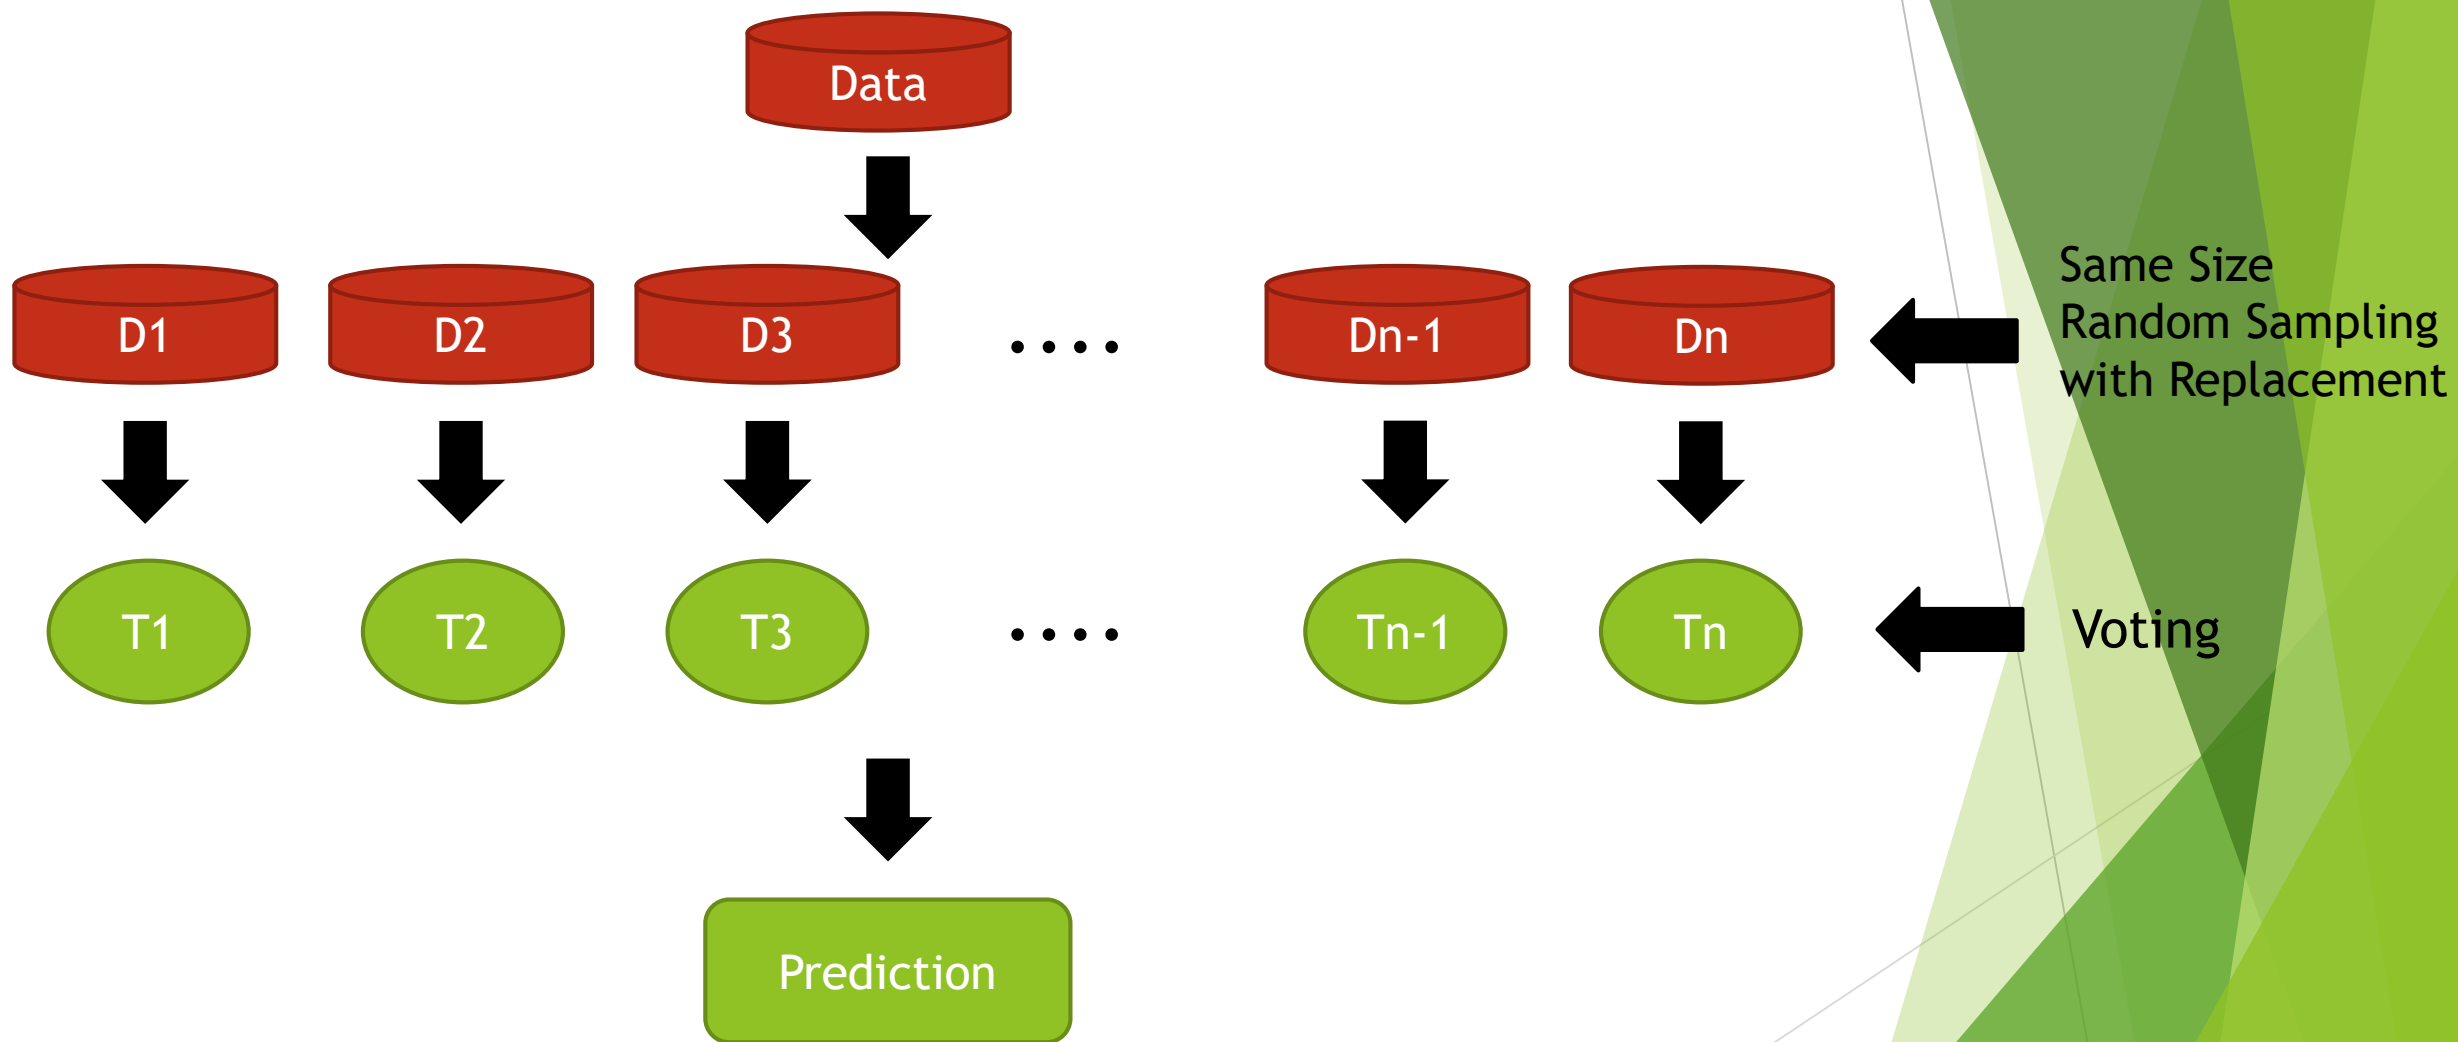 Data
D1
D2
D3
....
Dn-1
Dn
Same Size
Random Sampling
with Replacement
T1
T2
T3
....
Tn-1
Tn
Voting
Prediction